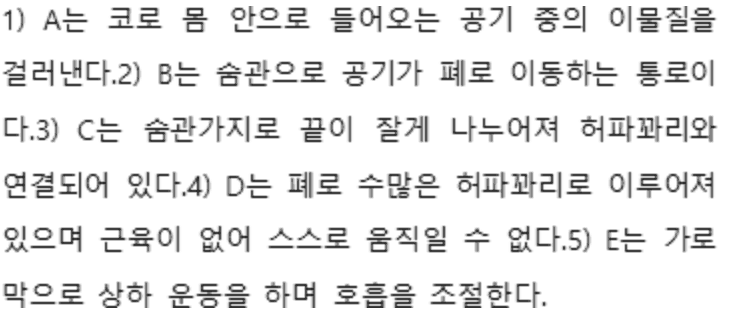 1) A는 코로 몸 안으로 들어오는 공기 중의 이물질을
걸러낸다.2) B는 숨관으로 공기가 폐로 이동하는 통로이
다.3) C는 숨관가지로 끝이 잘게 나누어져 허파꽈리와
연결되어 있다.4) D는 폐로 수많은 허파꽈리로 이루어져
있으며 근육이 없어 스스로 움직일 수 없다.5) E는 가로
막으로 상하 운동을 하며 호흡을 조절한다.